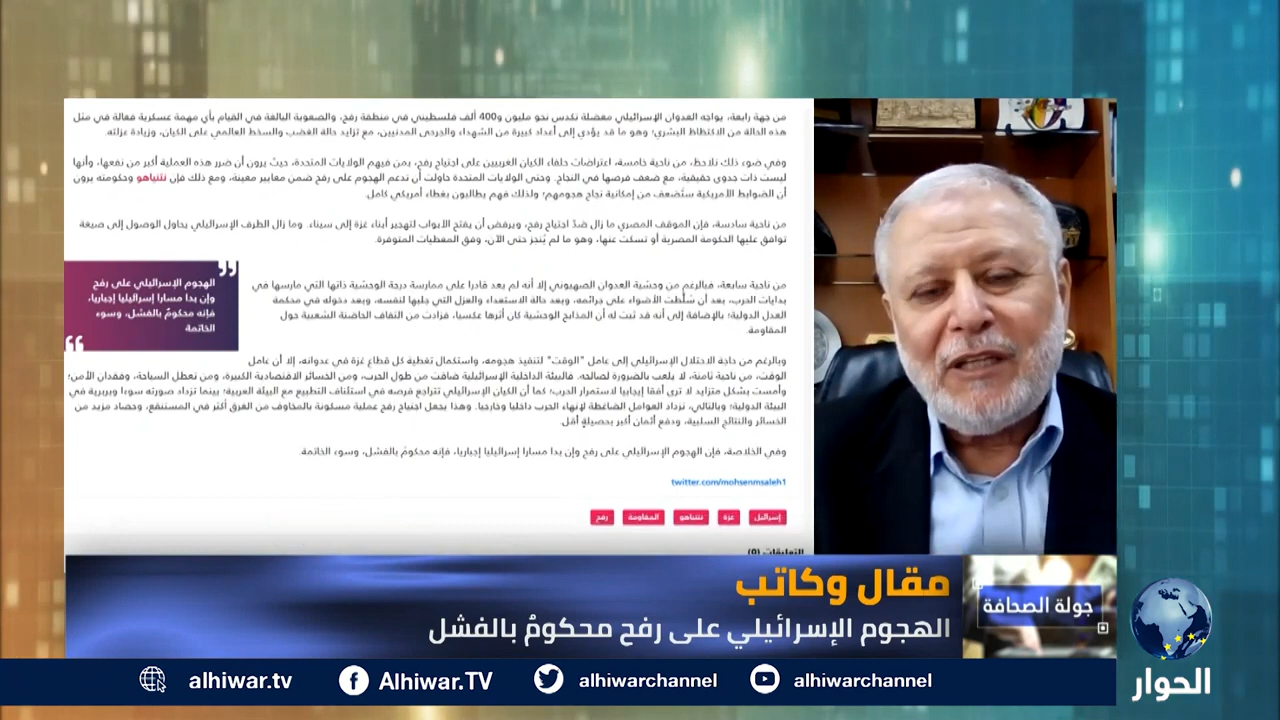 من جهة رابعة، يواجه العدوان الإسرائيلي معضلة تكدس نحو مليون و400 ألف فلسطيني في منطقة رفح، والصعوبة البالغة في القيام بأي مهمة عسكرية فعالة في مثل
هذه الحالة من الاكتظاظ البشري؛ وهو ما قد يؤدي إلى أعداد كبيرة من الشهداء والجرحى المدنيين، مع تزايد حالة الغضب والسخط العالمي على الكيان، وزيادة عزلته.
وفي ضوء ذلك نلاحظ، من ناحية خامسة، اعتراضات حلفاء الكيان الغربيين على اجتياح رفح، بمن فيهم الولايات المتحدة، حيث يرون أن ضرر هذه العملية أكبر من نفعها، وأنها
ليست ذات جدوى حقيقية، مع ضعف فرصها في النجاح. وحتى الولايات المتحدة حاولت أن تدعم الهجوم على رفح ضمن معايير معينة، ومع ذلك فإن نتنياهو وحكومته يرون
أن الضوابط الأمريكية ستُضعف من إمكانية نجاح هجومهم؛ ولذلك فهم يطالبون بغطاء أمريكي كامل.
من ناحية سادسة، فإن الموقف المصري ما زال ضدّ اجتياح رفح، ويرفض أن يفتح الأبواب لتهجير أبناء غزة إلى سيناء. وما زال الطرف الإسرائيلي يحاول الوصول إلى صيغة
توافق عليها الحكومة المصرية أو تسكت عنها، وهو ما لم يُنجز حتى الآن، وفق المعطيات المتوفرة.
من ناحية سابعة، فبالرغم من وحشية العدوان الصهيوني إلا أنه لم يعد قادرا على ممارسة درجة الوحشية ذاتها التي مارسها في
بدايات الحرب، بعد أن سُلِّطت الأضواء على جرائمه، وبعد حالة الاستعداء والعزل التي جلبها لنفسه، وبعد دخوله في محكمة
العدل الدولية؛ بالإضافة إلى أنه قد ثبت له أن المذابح الوحشية كان أثرها عكسيا، فزادت من التفاف الحاضنة الشعبية حول
المقاومة.
الهجوم الإسرائيلي على رفح
وإن بدا مسارا إسرائيليا إجباريا،
فإنه محكومٌ بالفشل، وسوء
الخاتمة
وبالرغم من حاجة الاحتلال الإسرائيلي إلى عامل "الوقت" لتنفيذ هجومه، واستكمال تغطية كل قطاع غزة في عدوانه، إلا أن عامل
الوقت، من ناحية ثامنة، لا يلعب بالضرورة لصالحه. فالبيئة الداخلية الإسرائيلية ضاقت من طول الحرب، ومن الخسائر الاقتصادية الكبيرة، ومن تعطل السياحة، وفقدان الأمن؛
وأمست بشكل متزايد لا ترى أفقا إيجابيا لاستمرار الحرب؛ كما أن الكيان الإسرائيلي تتراجع فرصه في استئناف التطبيع مع البيئة العربية؛ بينما تزداد صورته سوءا وبربرية في
البيئة الدولية؛ وبالتالي، تزداد العوامل الضاغطة لإنهاء الحرب داخليا وخارجيا. وهذا يجعل اجتياح رفح عملية مسكونة بالمخاوف من الغرق أكثر في المستنقع، وحصاد مزيد من
الخسائر والنتائج السلبية، ودفع أثمان أكبر بحصيلةٍ أقل.
وفي الخلاصة، فإن الهجوم الإسرائيلي على رفح وإن بدا مسارا إسرائيليا إجباريا، فإنه محكومٌ بالفشل، وسوء الخاتمة.
twitter.com/mohsenmsaleh1
إسرائيل غزة نتنياهو المقاومة رفح
التعليقات (0)
جولة الصحافة
مقال وكاتب
الهجوم الإسرائيلي على رفح محكومٌ بالفشل
alhiwar.tv Alhiwar.TV alhiwarchannel alhiwarchannel
الحوار